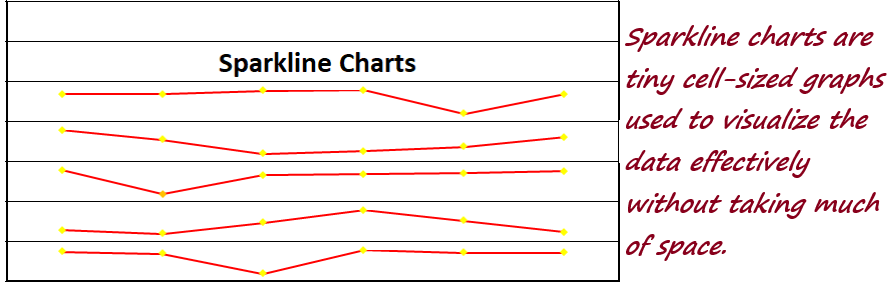 Sparkline Charts
Sparkline charts are
tiny cell-sized graphs
used to visualize the
data effectively
without taking much
of space.